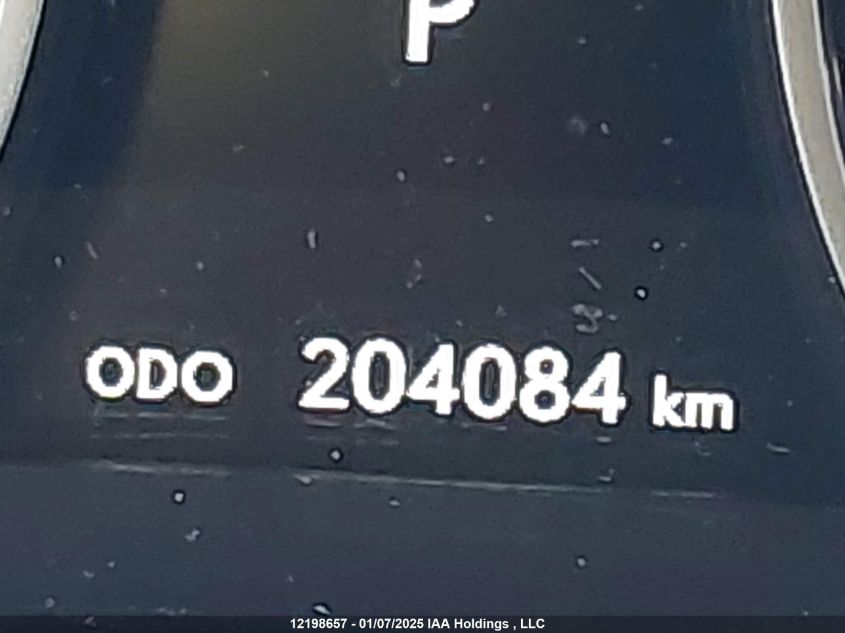 P
ODO 204084 km
12198657 - 01/07/2025 IAA Holdings , LLC